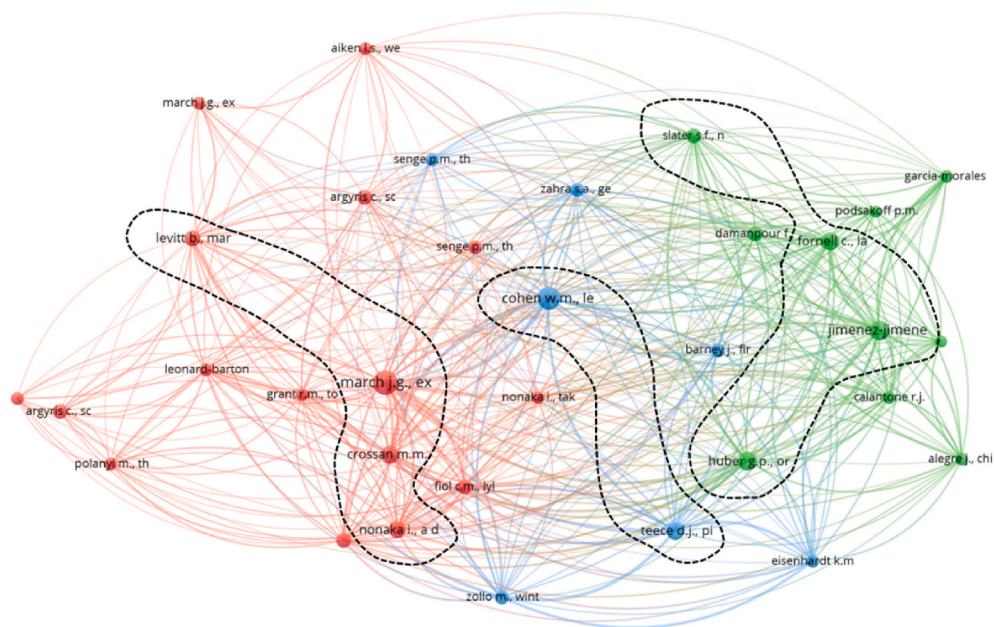 aiken l.s., we
march j.g., ex
slater s.f., n
senge p.m., th
garcia-morales
zahra s.a., ge
argyris c., sc
podsakoff p.m.
levitt b., mar
damanpour f
fornell c., la
senge p.m., th
cohen w.m., le
jimenez-jimene
barney j., fir
leonard-barton
march j.g., ex
grant r.m., to
nonaka i., tak
calantone r.j.
argyris c., sc
crossan m.m.
polanyi m., th
huber g.p., or
alegre j., chi
fiol c.m., lyl
nonaka i., a d
teece d.j., pi
eisenhardt k.m
zollo m., wint